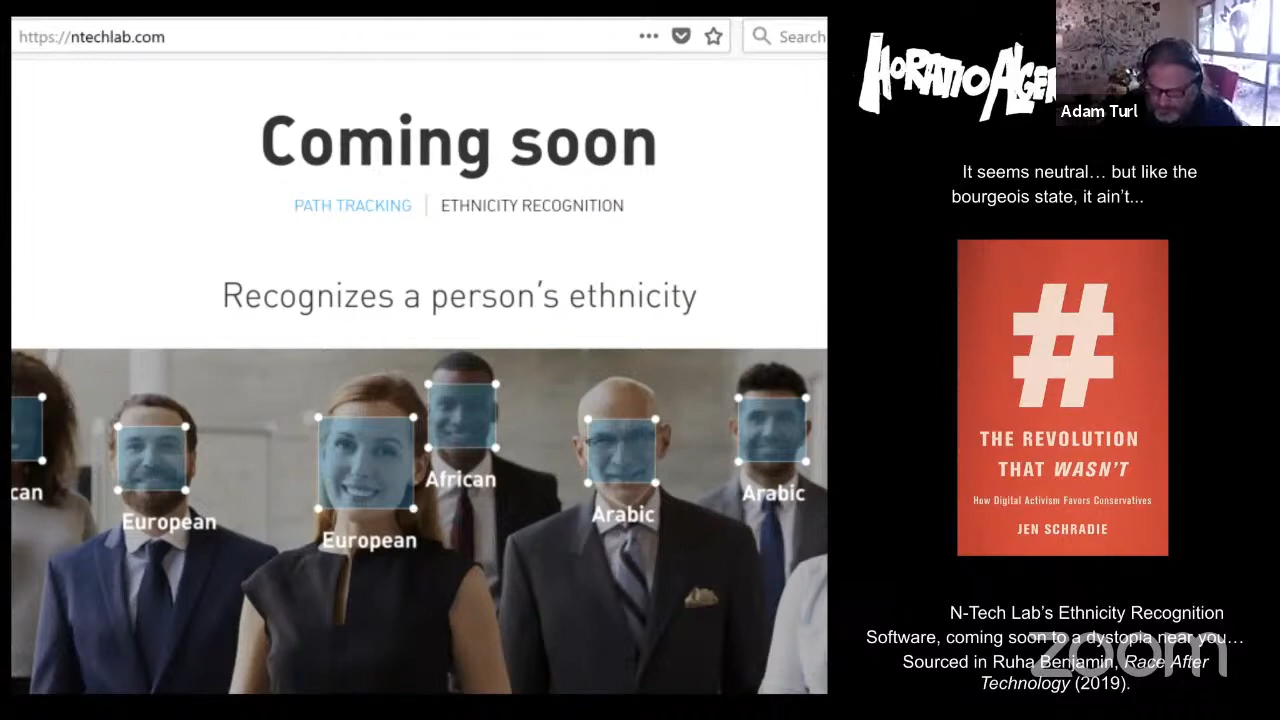 https://ntechlab.com
Search
Coming soon
PATH TRACKING | ETHNICITY RECOGNITION
Recognizes a person's ethnicity
can
European
European
African
Arabic
Arabic
HORATIO ALGE
Adam Turl
It seems neutral… but like the
bourgeois state, it ain't...
#
THE REVOLUTION
THAT WASN'T
How Digital Activism Favors Conservatives
JEN SCHRADIE
N-Tech Lab's Ethnicity Recognition
Software, coming soon to a dystopia near you…
Sourced in Ruha Benjamin, Race After
Technology (2019).
zoom